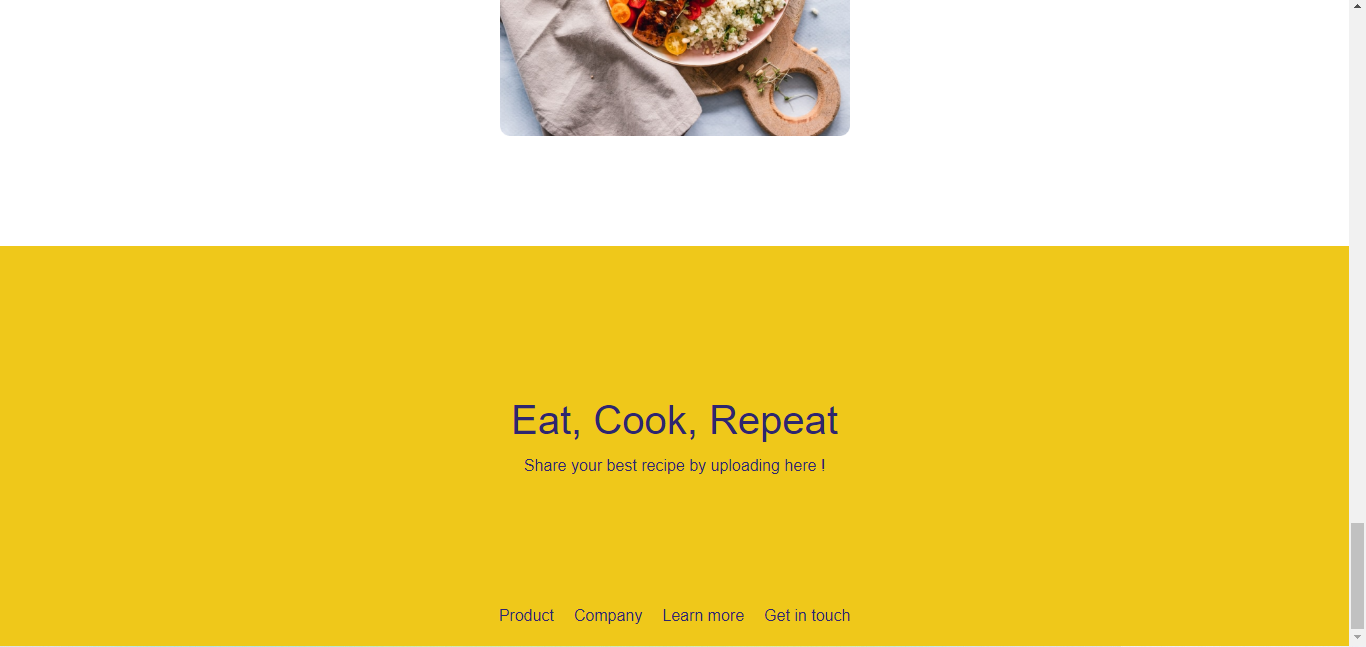 Eat, Cook, Repeat
Share your best recipe by uploading here !
Product Company Learn more Get in touch